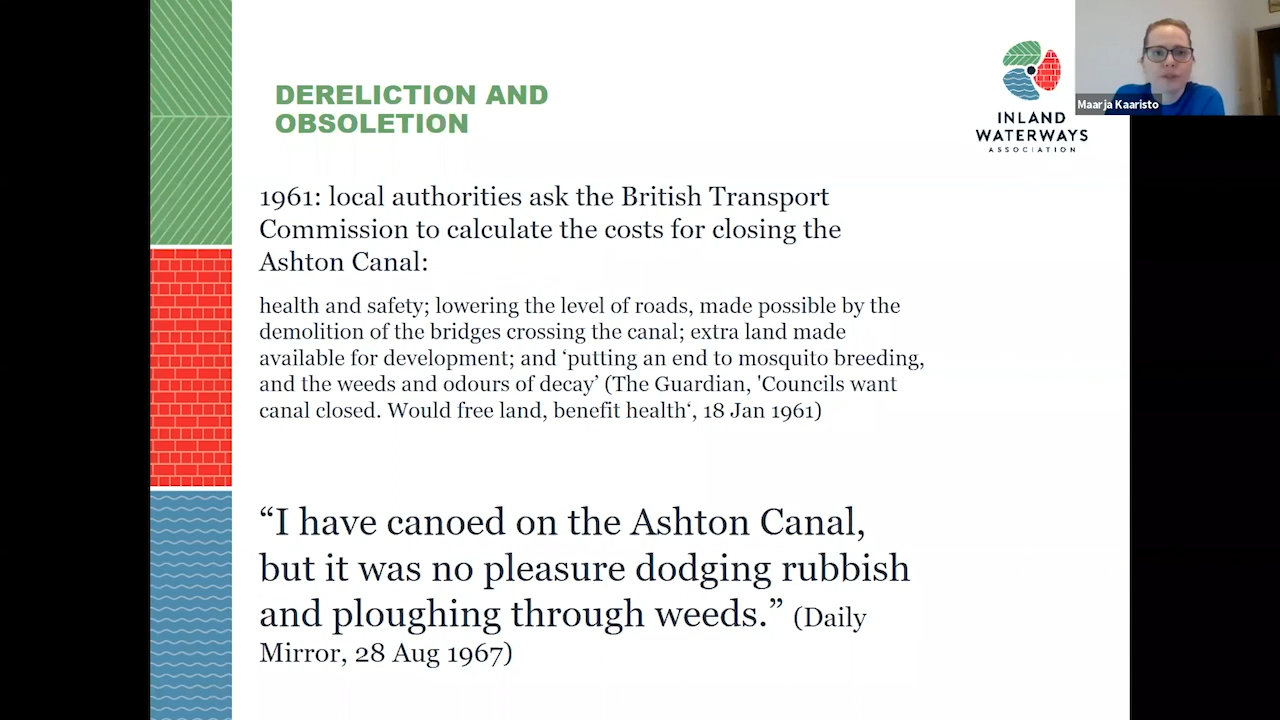 DERELICTION AND
OBSOLETION
INLAND
WATERWAYS
ASSOCIATION
Maarja Kaaristo
1961: local authorities ask the British Transport
Commission to calculate the costs for closing the
Ashton Canal:
health and safety; lowering the level of roads, made possible by the
demolition of the bridges crossing the canal; extra land made
available for development; and ‘putting an end to mosquito breeding,
and the weeds and odours of decay’ (The Guardian, 'Councils want
canal closed. Would free land, benefit health‘, 18 Jan 1961)
“I have canoed on the Ashton Canal,
but it was no pleasure dodging rubbish
and ploughing through weeds.” (Daily
Mirror, 28 Aug 1967)